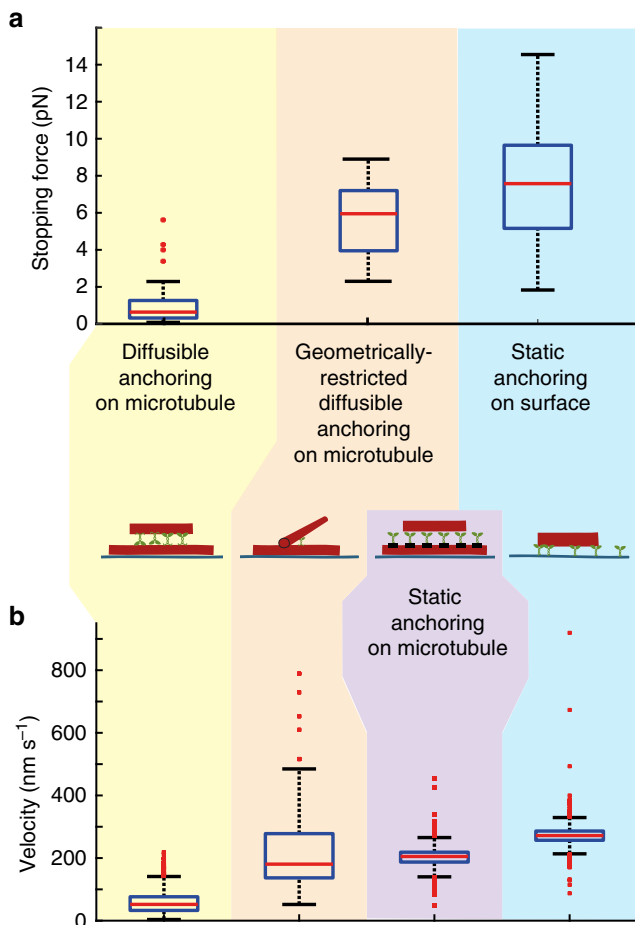 a
14
12
10
8
6
4
2
0
Stopping force (pN)
Diffusible
anchoring
on microtubule
Geometrically-
restricted
diffusible
anchoring
on microtubule
Static
anchoring
on surface
Static
anchoring
on microtubule
b
800
600
400
200
0
Velocity (nm s⁻¹)